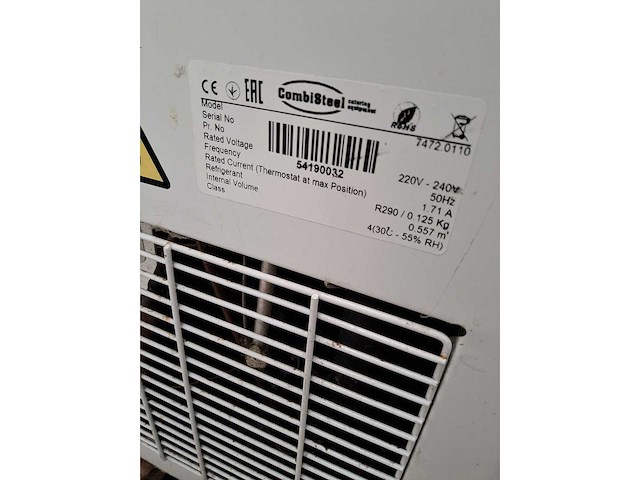 CE EAC CombiSteel catering equipment RoHS
Model 7472.0110
Serial No
Pr. No 54190032
Rated Voltage 220V - 240V
Frequency 50Hz
Rated Current (Thermostat at max Position) 1.71 A
Refrigerant R290 / 0.125 Kg
Internal Volume 0.557 m³
Class 4(30℃ - 55% RH)